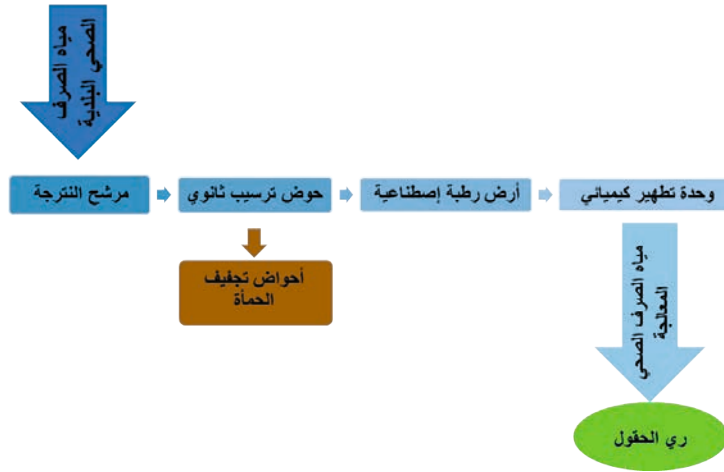 مياه الصرف
الصحي البلدية
مرشح النترجة
حوض ترسيب ثانوي
أرض رطبة إصطناعية
وحدة تطهير كيميائي
أحواض تجفيف
الحمأة
مياه الصرف الصحي
المعالجة
ري الحقول